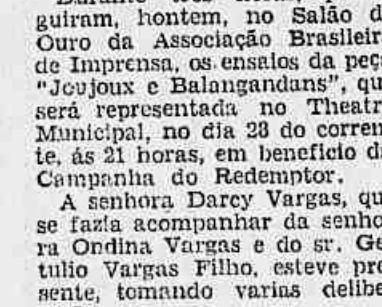 guiram, hontem, no Salão d
Ouro da Associação Brasileir
de Imprensa, os ensaios da peç
"Joujoux e Balangandans", qu
será representada no Theatr
Municipal, no dia 28 do corren
te, ás 21 horas, em beneficio d
Campanha do Redemptor.
A senhora Darcy Vargas, qu
se fazia acompanhar da senho
ra Ondina Vargas e do sr. Ge
tulio Vargas Filho, esteve pre
sente, tomando varias delibe